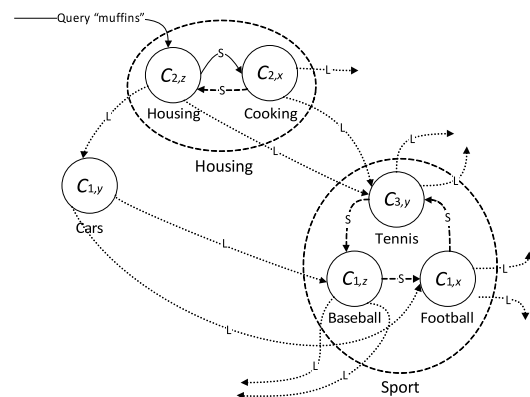 Query “muffins”
S
C2,z
C2,x
L
S
Housing
Cooking
L
L
L
Housing
L
L
C1,y
C3,y
Cars
S
S
Tennis
L
C1,z
S
C1,x
L
Baseball
Football
L
L
L
L
Sport